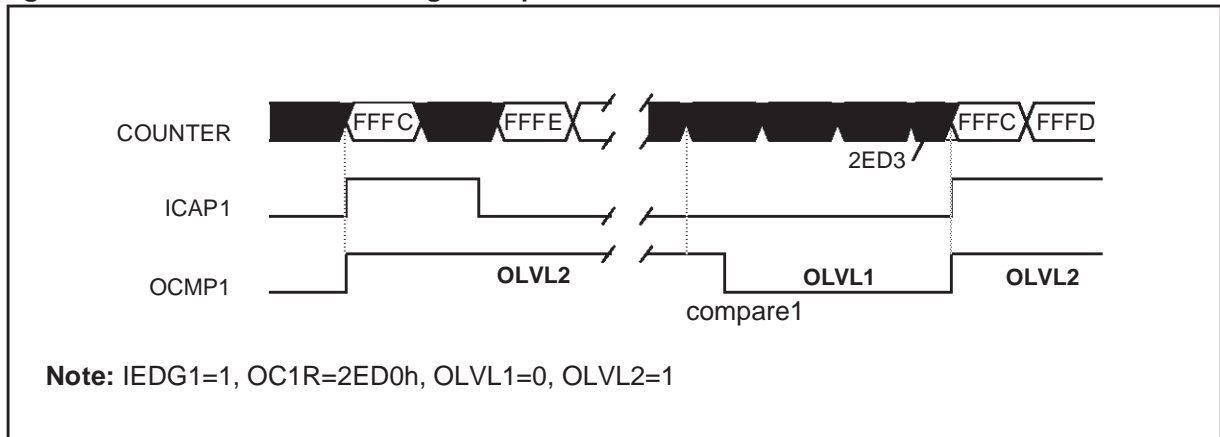 COUNTER FFFC FFFE FFFC FFFD
2ED3
ICAP1
OCMP1 OLVL2 OLVL1 OLVL2
compare1
Note: IEDG1=1, OC1R=2ED0h, OLVL1=0, OLVL2=1